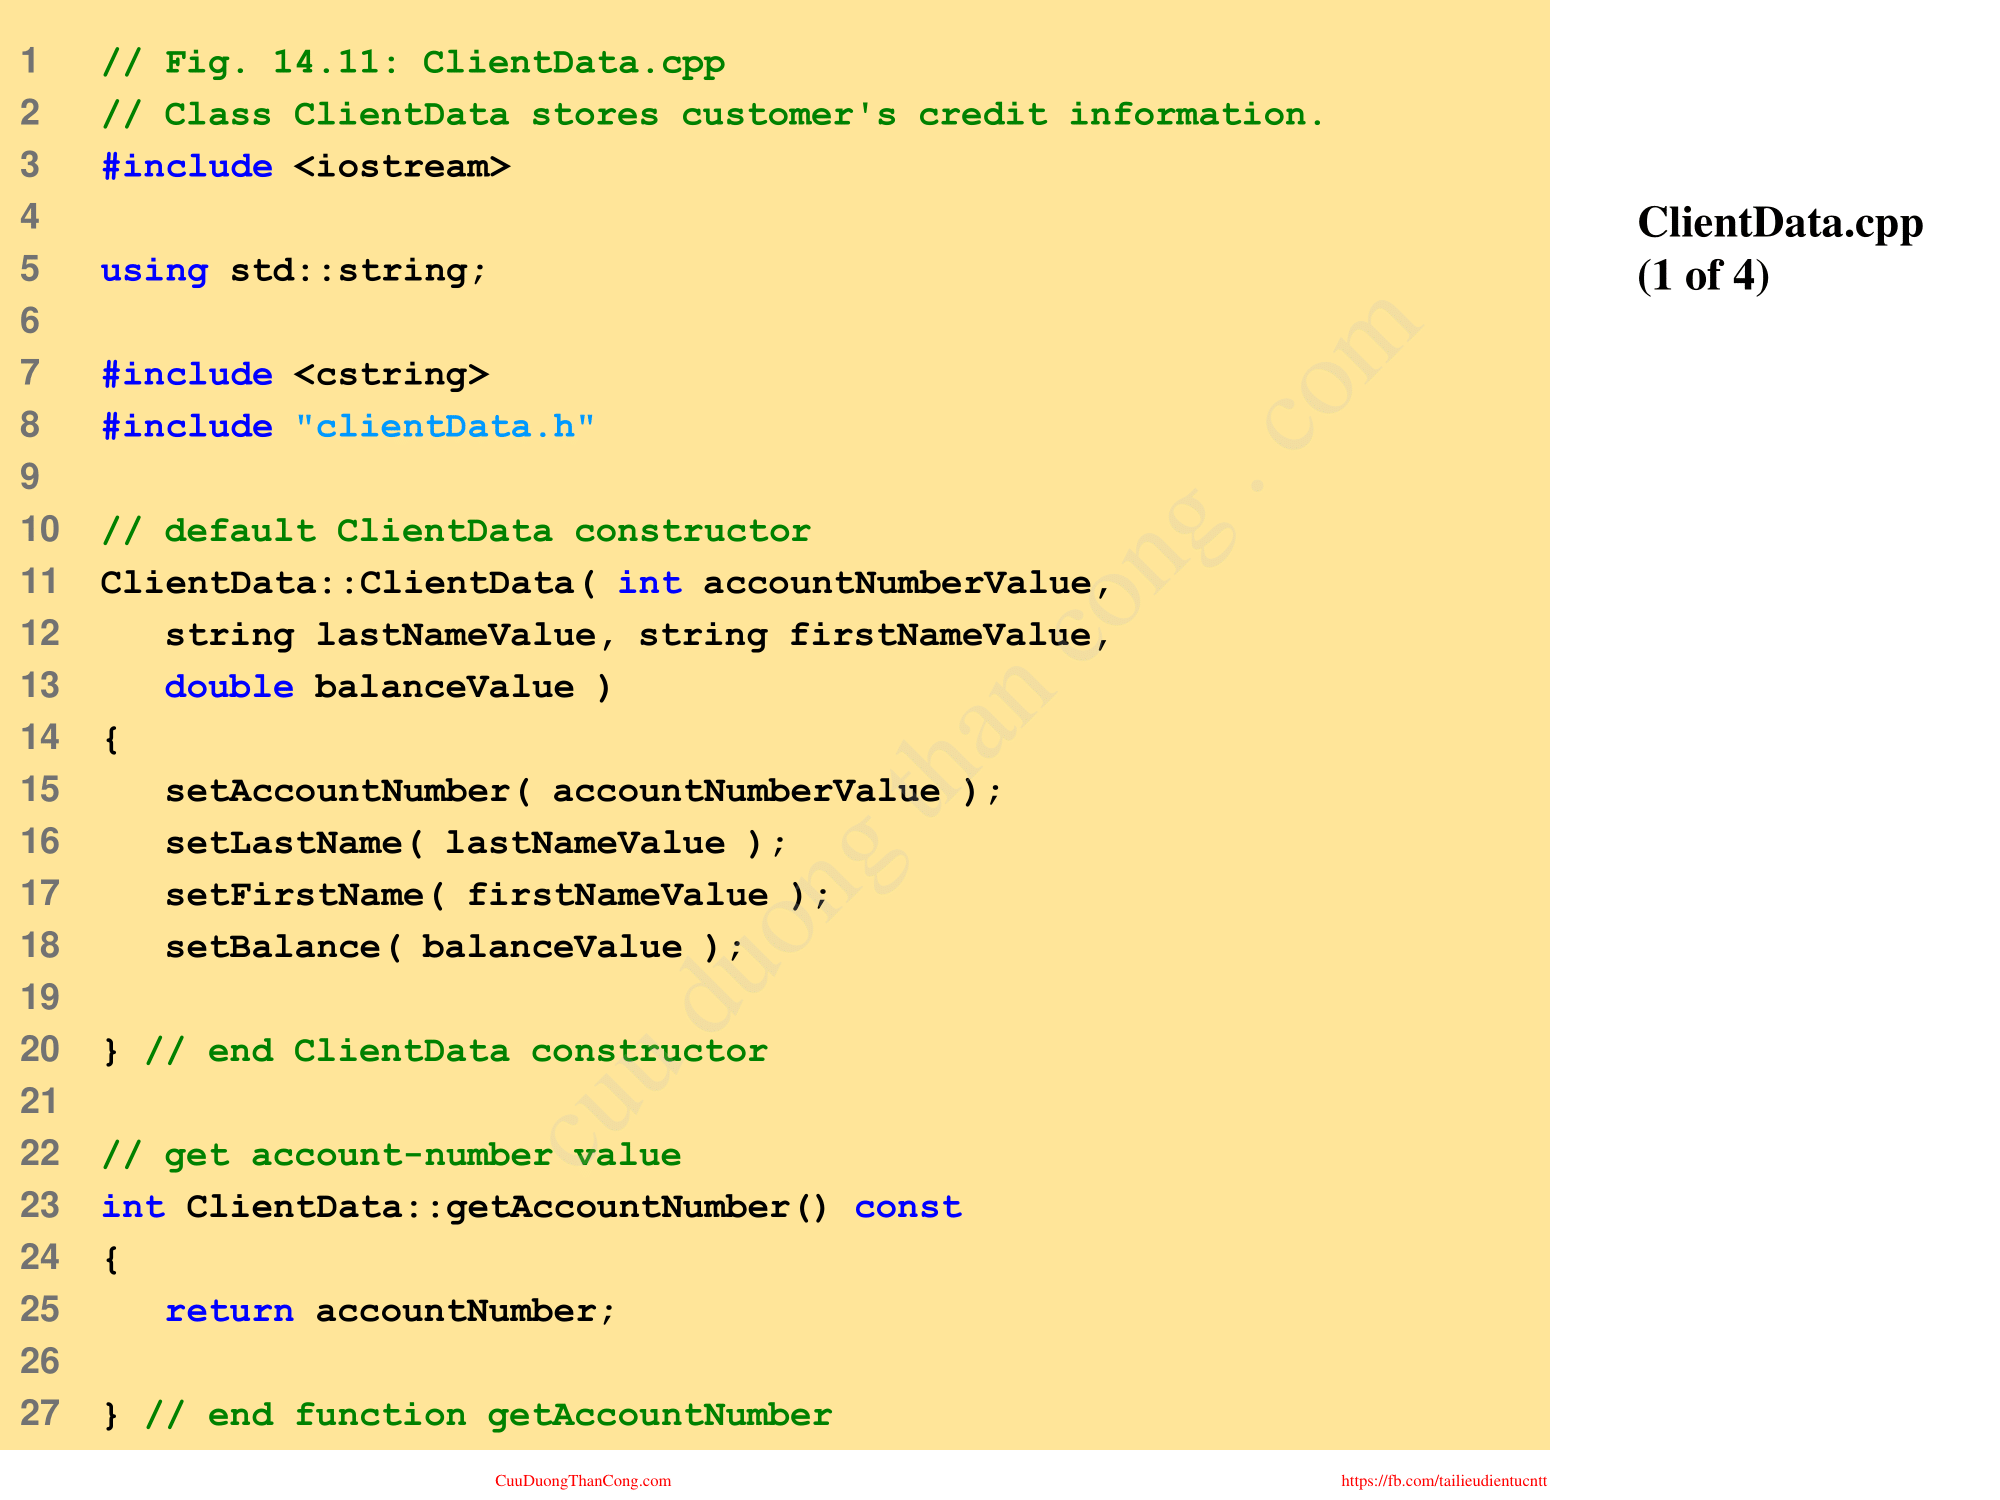 1 // Fig. 14.11: ClientData.cpp
2 // Class ClientData stores customer's credit information.
3 #include <iostream>
4
5 using std::string;
6
7 #include <cstring>
8 #include "clientData.h"
9
10 // default ClientData constructor
11 ClientData::ClientData( int accountNumberValue,
12    string lastNameValue, string firstNameValue,
13    double balanceValue )
14 {
15    setAccountNumber( accountNumberValue );
16    setLastName( lastNameValue );
17    setFirstName( firstNameValue );
18    setBalance( balanceValue );
19
20 } // end ClientData constructor
21
22 // get account-number value
23 int ClientData::getAccountNumber() const
24 {
25    return accountNumber;
26
27 } // end function getAccountNumber
ClientData.cpp
(1 of 4)
cuu duong than cong . com
CuuDuongThanCong.com
https://fb.com/tailieudientucntt